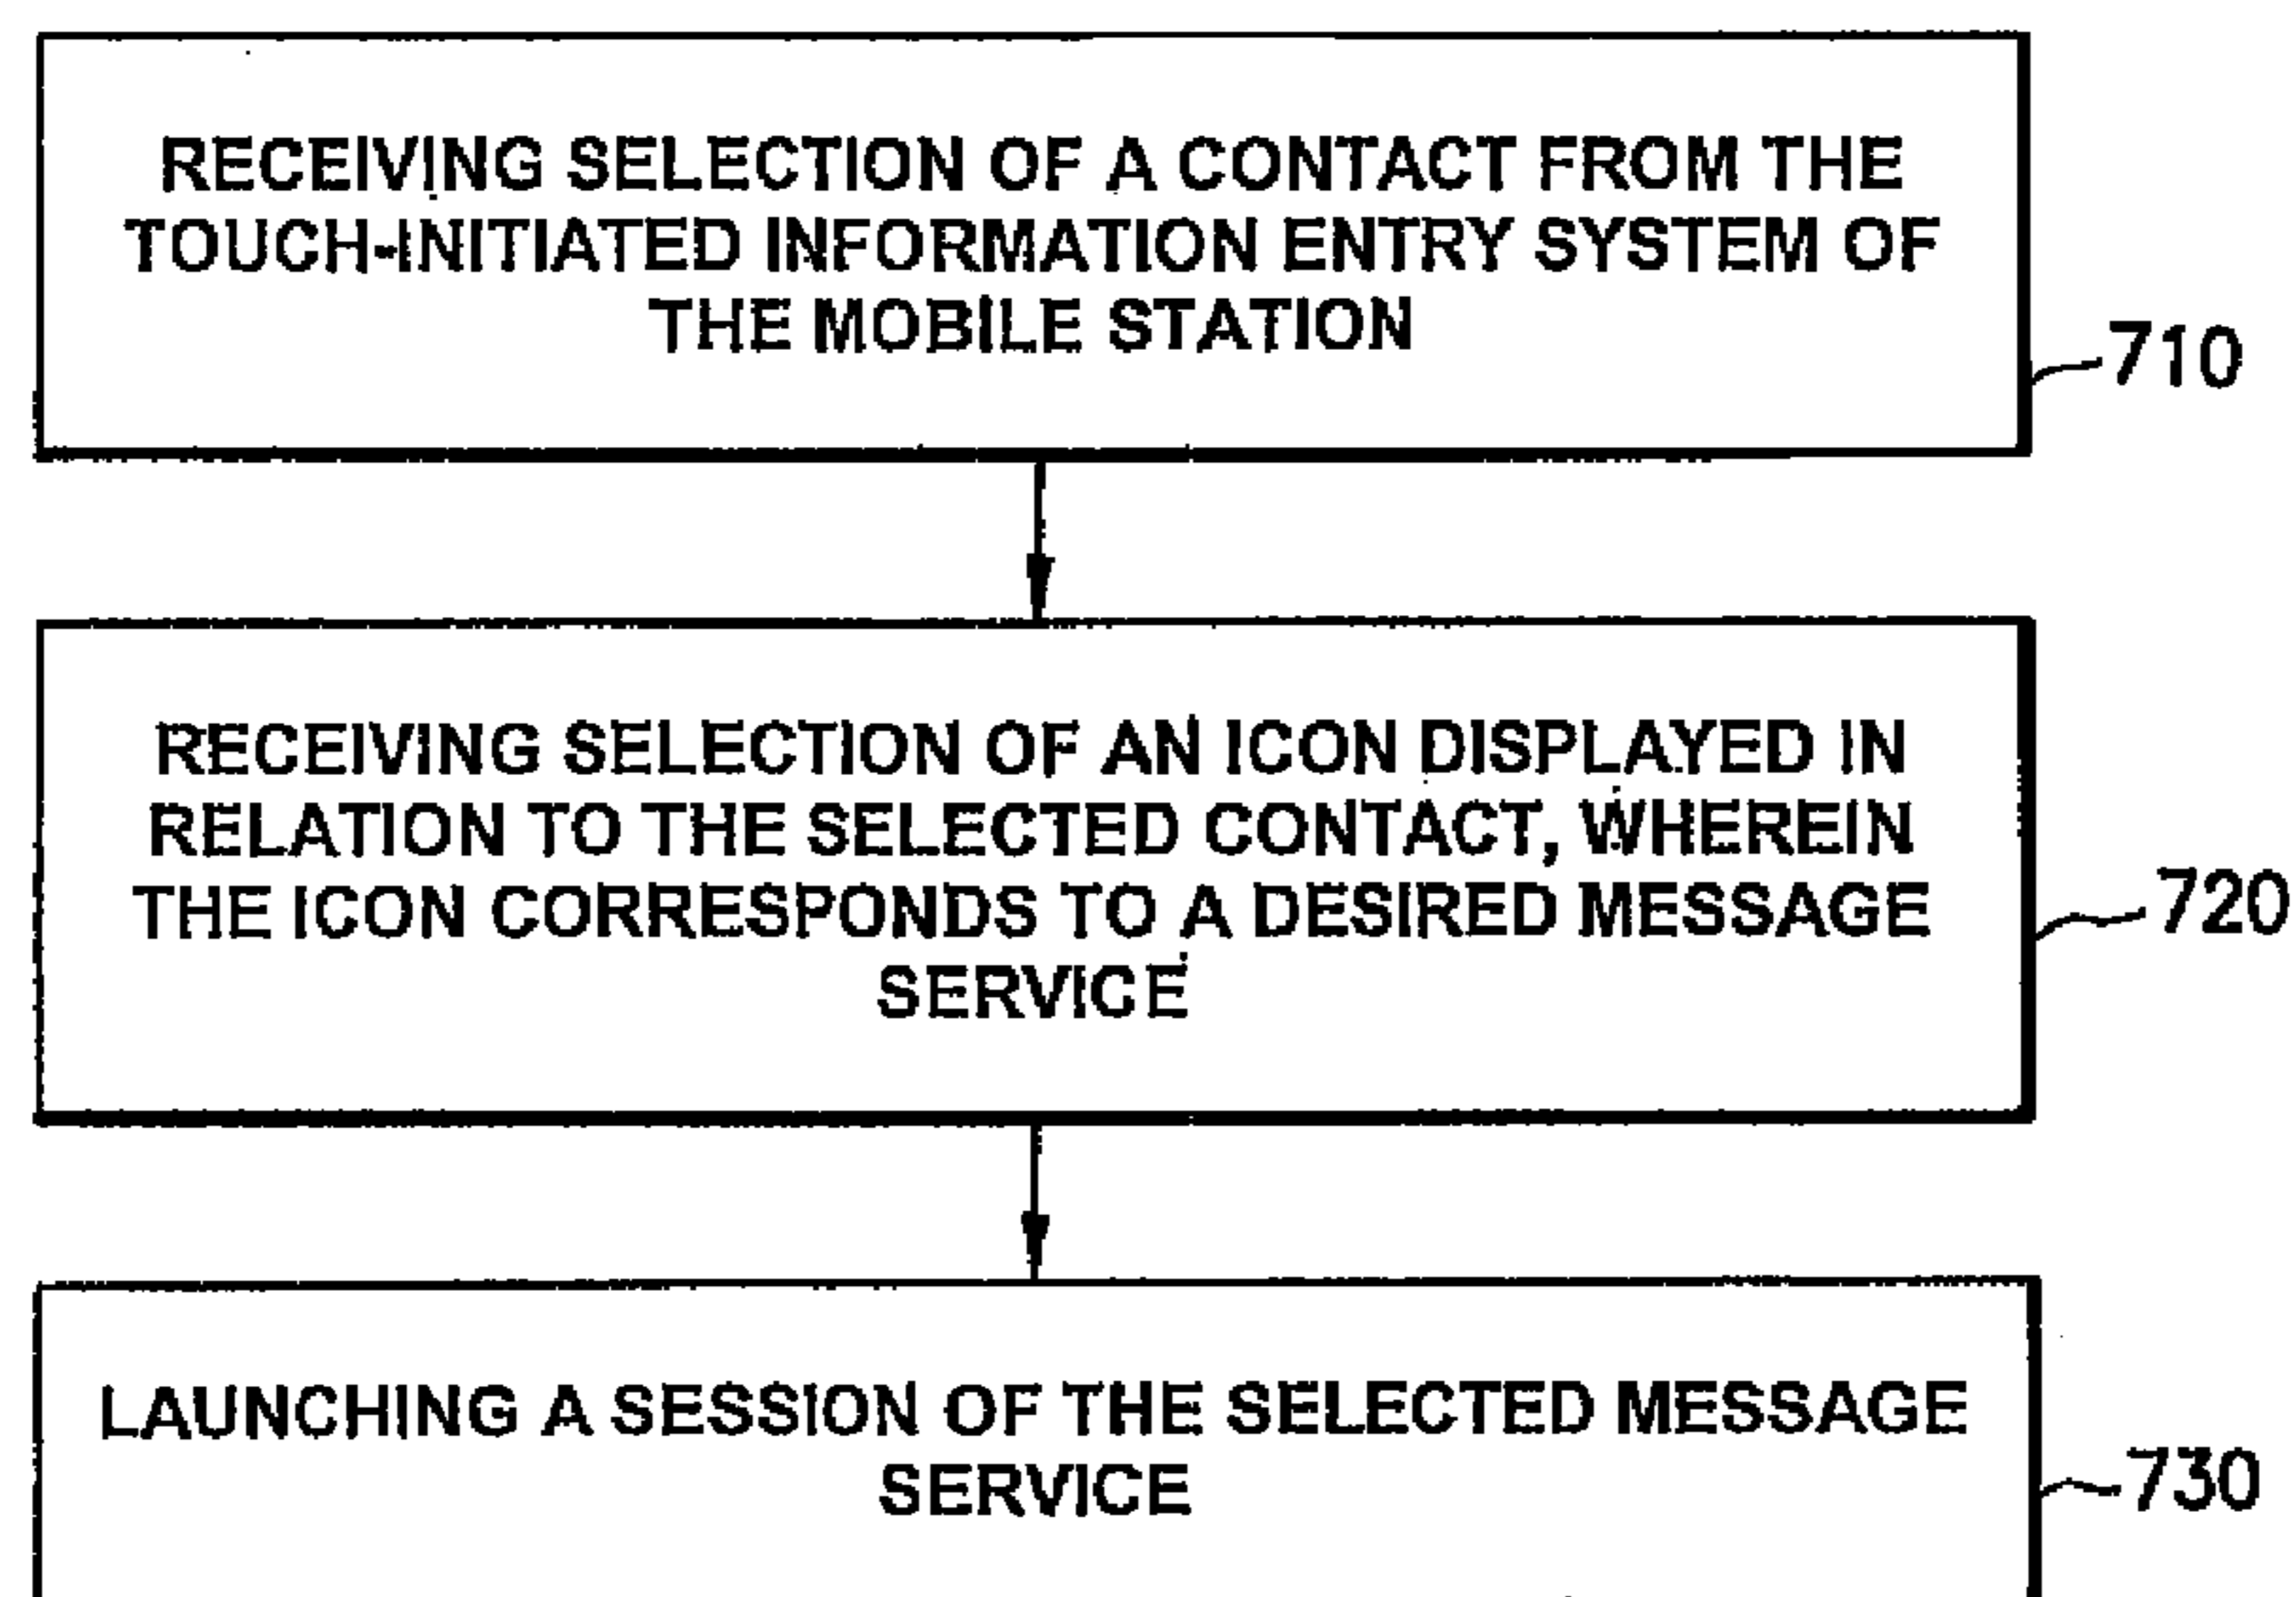 RECEIVING SELECTION OF A CONTACT FROM THE
TOUCH-INITIATED INFORMATION ENTRY SYSTEM OF
THE MOBILE STATION
710
RECEIVING SELECTION OF AN ICON DISPLAYED IN
RELATION TO THE SELECTED CONTACT, WHEREIN
THE ICON CORRESPONDS TO A DESIRED MESSAGE
SERVICE
720
LAUNCHING A SESSION OF THE SELECTED MESSAGE
SERVICE
730